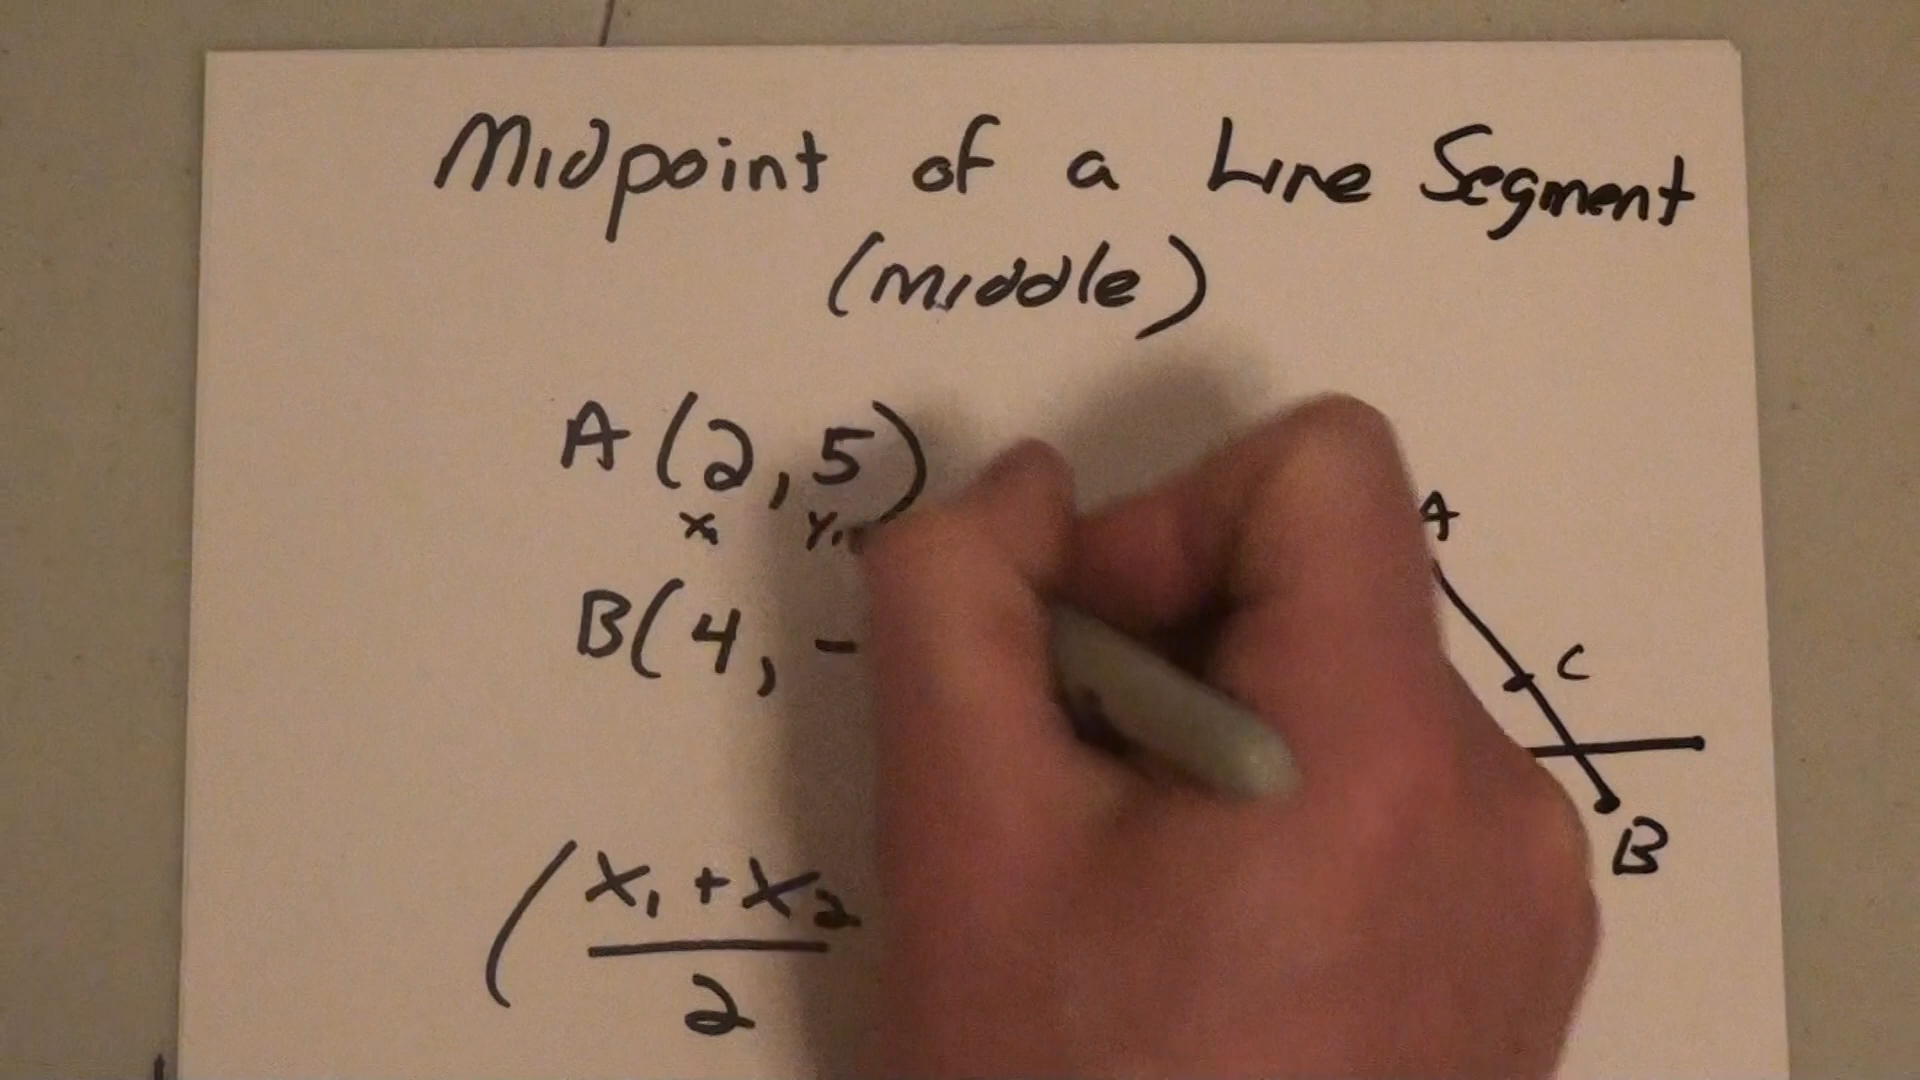 Midpoint of a Line Segment
(middle)
A (2, 5)
x₁ y₁
B(4, -
A
C
B
(x₁ + x₂
2